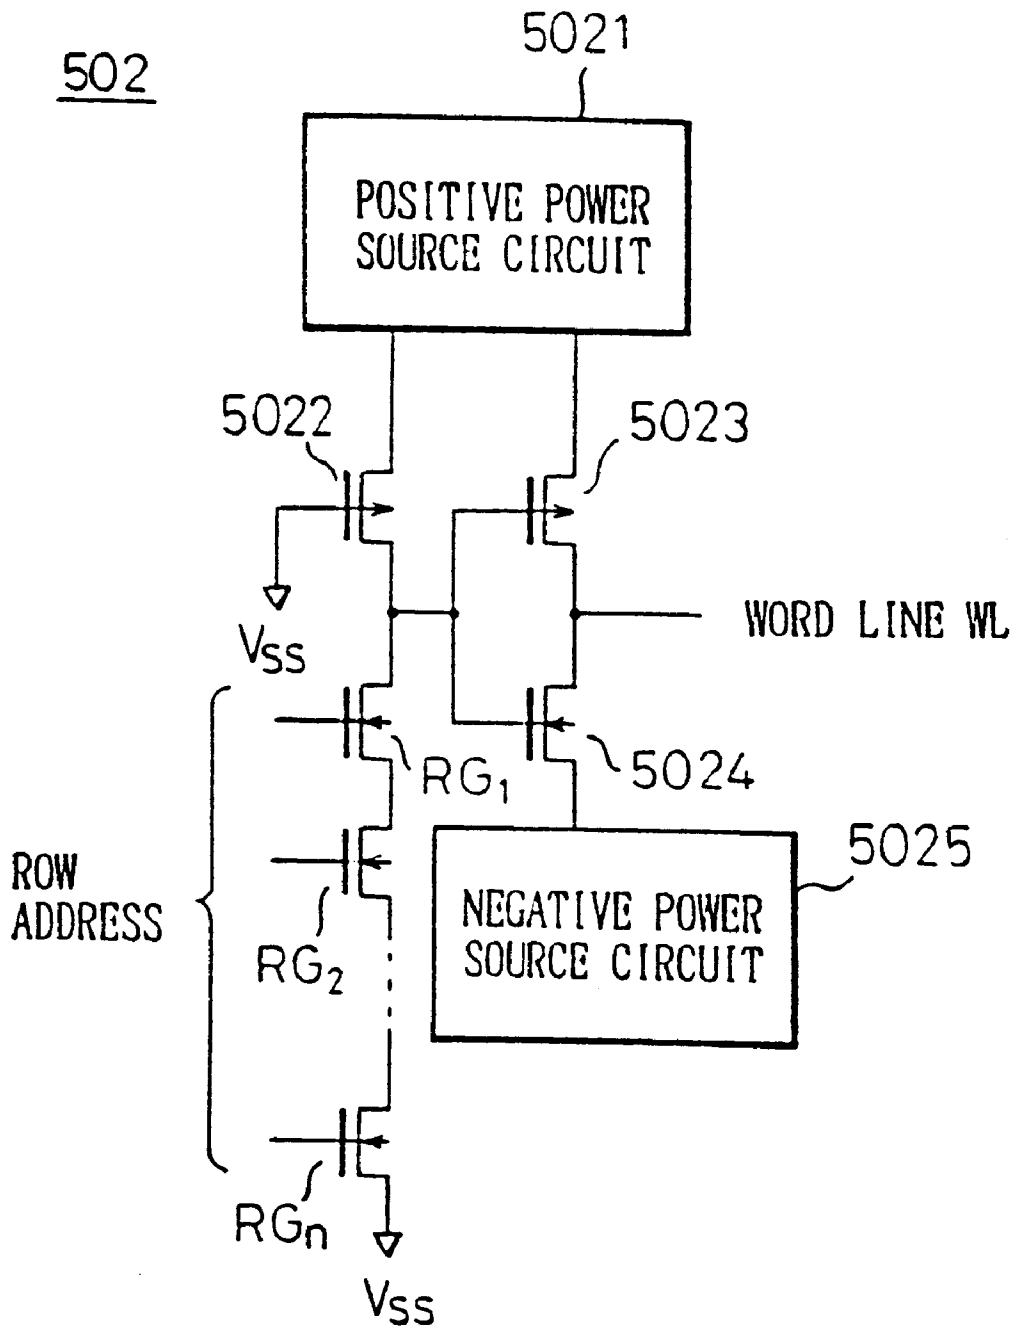 502
5021
POSITIVE POWER
SOURCE CIRCUIT
5022
5023
VSS
WORD LINE WL
RG1
5024
ROW
ADDRESS
RG2
5025
NEGATIVE POWER
SOURCE CIRCUIT
RGn
VSS